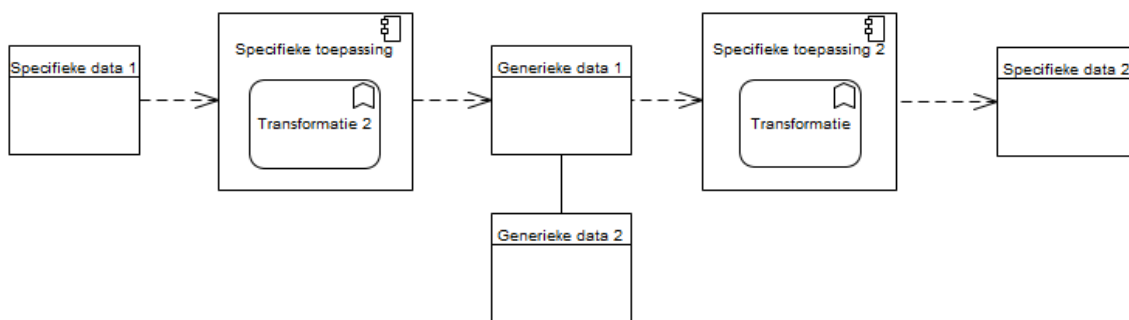 Specifieke data 1
Specifieke toepassing
Transformatie 2
Generieke data 1
Generieke data 2
Specifieke toepassing 2
Transformatie
Specifieke data 2